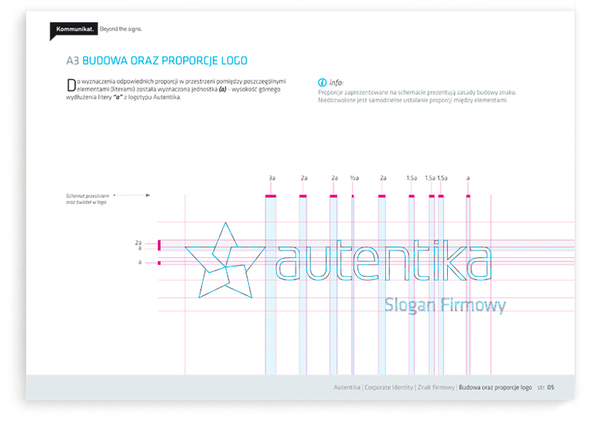 Kommunikat. Beyond the signs.
A3 BUDOWA ORAZ PROPORCJE LOGO
Do wyznaczenia odpowiednich proporcji w przestrzeni pomiędzy poszczególnymi
elementami (literami) została wyznaczona jednostka (a) - wysokość górnego
wydłużenia litery "a" z logotypu Autentika.
info:
Proporcje zaprezentowane na schemacie prezentują zasady budowy znaku.
Niedozwolone jest samodzielne ustalanie proporcji między elementami.
3a 2a 2a ½a 2a 1,5a 1,5a 1,5a a
Schemat przestrzeni
oraz świateł w logo
2a
a
a
autentika
Slogan Firmowy
Autentika | Corporate Identity | Znak firmowy | Budowa oraz proporcje logo str. 05